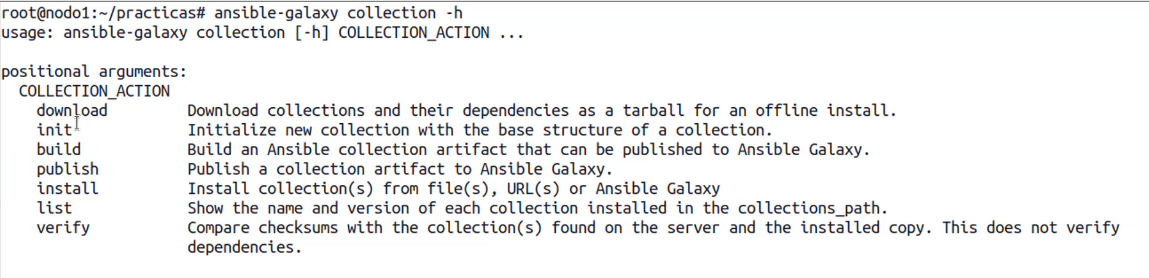 root@nodo1:~/practicas# ansible-galaxy collection -h
usage: ansible-galaxy collection [-h] COLLECTION_ACTION ...
positional arguments:
COLLECTION_ACTION
download Download collections and their dependencies as a tarball for an offline install.
init Initialize new collection with the base structure of a collection.
build Build an Ansible collection artifact that can be published to Ansible Galaxy.
publish Publish a collection artifact to Ansible Galaxy.
install Install collection(s) from file(s), URL(s) or Ansible Galaxy
list Show the name and version of each collection installed in the collections_path.
verify Compare checksums with the collection(s) found on the server and the installed copy. This does not verify
dependencies.